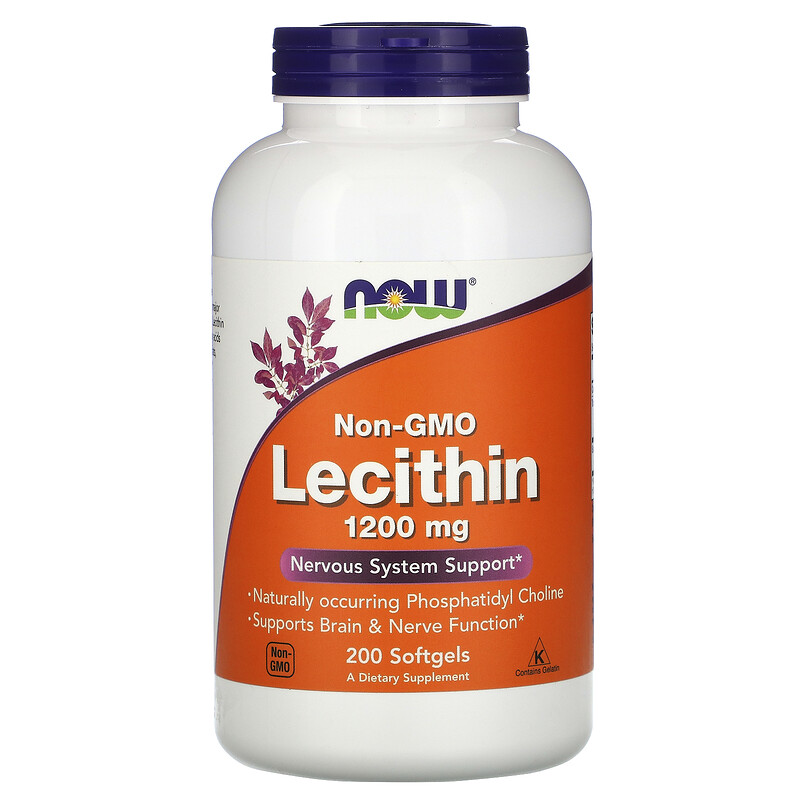 NOW®
Non-GMO
Lecithin
1200 mg
Nervous System Support*
•Naturally occurring Phosphatidyl Choline
•Supports Brain & Nerve Function*
Non-
GMO
200 Softgels
A Dietary Supplement
K
Contains Gelatin